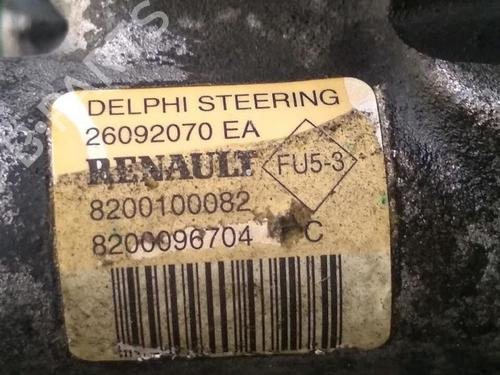 DELPHI STEERING
26092070 EA
RENAULT
FU5-3
8200100082
8200096704 C